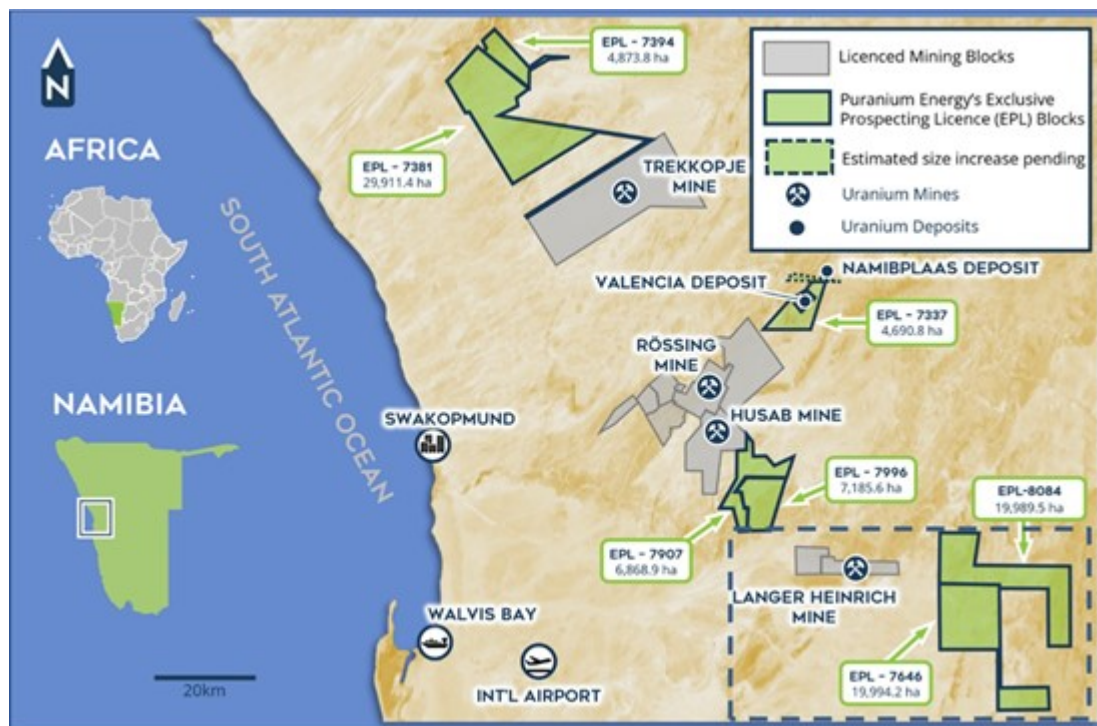 N
AFRICA
NAMIBIA
20km
SOUTH ATLANTIC OCEAN
EPL - 7394
4,873.8 ha
EPL - 7381
29,911.4 ha
TREKKOPJE
MINE
Licenced Mining Blocks
Puranium Energy's Exclusive
Prospecting Licence (EPL) Blocks
Estimated size increase pending
Uranium Mines
Uranium Deposits
NAMIBPLAAS DEPOSIT
VALENCIA DEPOSIT
EPL - 7337
4,690.8 ha
RÖSSING
MINE
HUSAB MINE
SWAKOPMUND
EPL - 7996
7,185.6 ha
EPL-8084
19,989.5 ha
EPL - 7907
6,868.9 ha
LANGER HEINRICH
MINE
WALVIS BAY
INT'L AIRPORT
EPL - 7646
19,994.2 ha